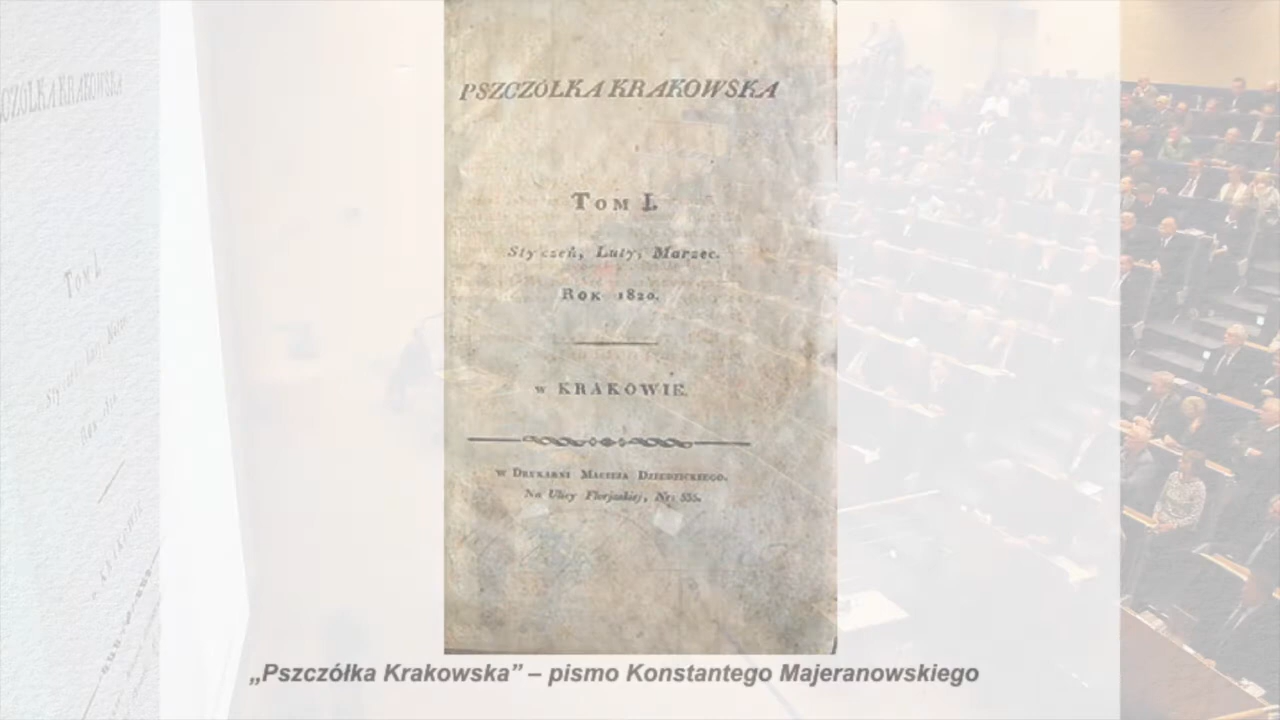 PSZCZÓŁKA KRAKOWSKA
TOM I.
Styczeń, Luty, Marzec.
ROK 1820.
w KRAKOWIE.
w DRUKARNI MACIEJA DZIEDZICKIEGO.
Na Ulicy Florjańskiej, Nr: 555.
„Pszczółka Krakowska” – pismo Konstantego Majeranowskiego